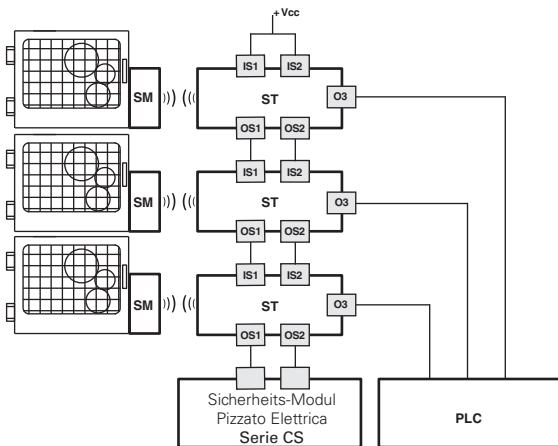 +Vcc
IS1 IS2
SM ST O3
OS1 OS2
IS1 IS2
SM ST O3
OS1 OS2
IS1 IS2
SM ST O3
OS1 OS2
Sicherheits-Modul
Pizzato Elettrica
Serie CS
PLC